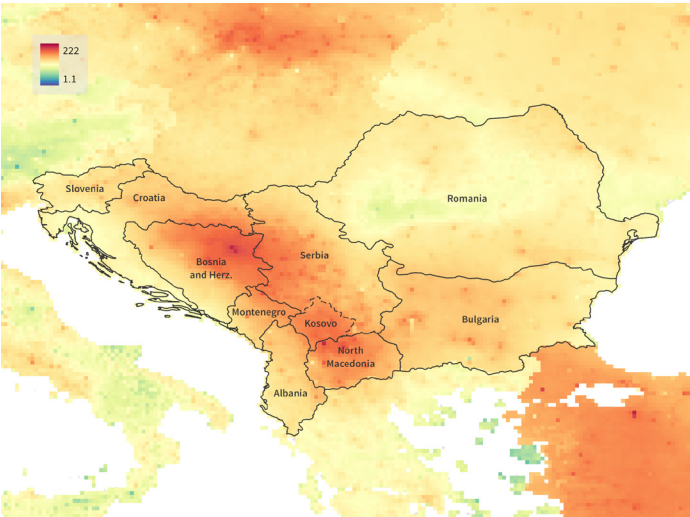 222
1.1
Slovenia
Croatia
Romania
Bosnia
and Herz.
Serbia
Montenegro
Kosovo
Bulgaria
North
Macedonia
Albania